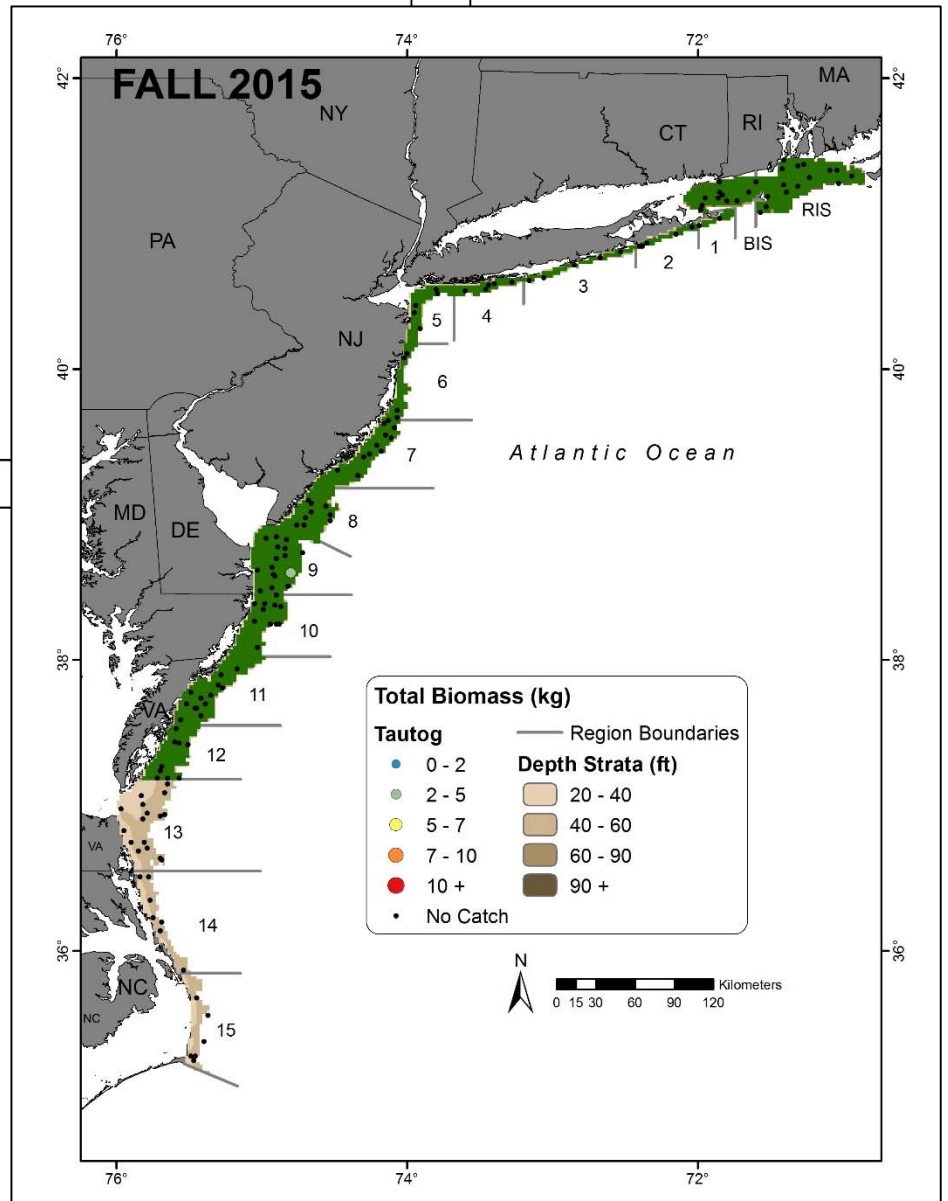 76°
74°
72°
FALL 2015
42°
42°
NY
MA
CT
RI
PA
RIS
BIS
1
2
3
4
5
NJ
40°
40°
6
Atlantic Ocean
7
MD
DE
8
9
10
38°
38°
11
VA
12
13
VA
14
36°
36°
NC
NC
15
Total Biomass (kg)
Tautog
0 - 2
2 - 5
5 - 7
7 - 10
10 +
No Catch
Region Boundaries
Depth Strata (ft)
20 - 40
40 - 60
60 - 90
90 +
N
Kilometers
0 15 30 60 90 120
76°
74°
72°